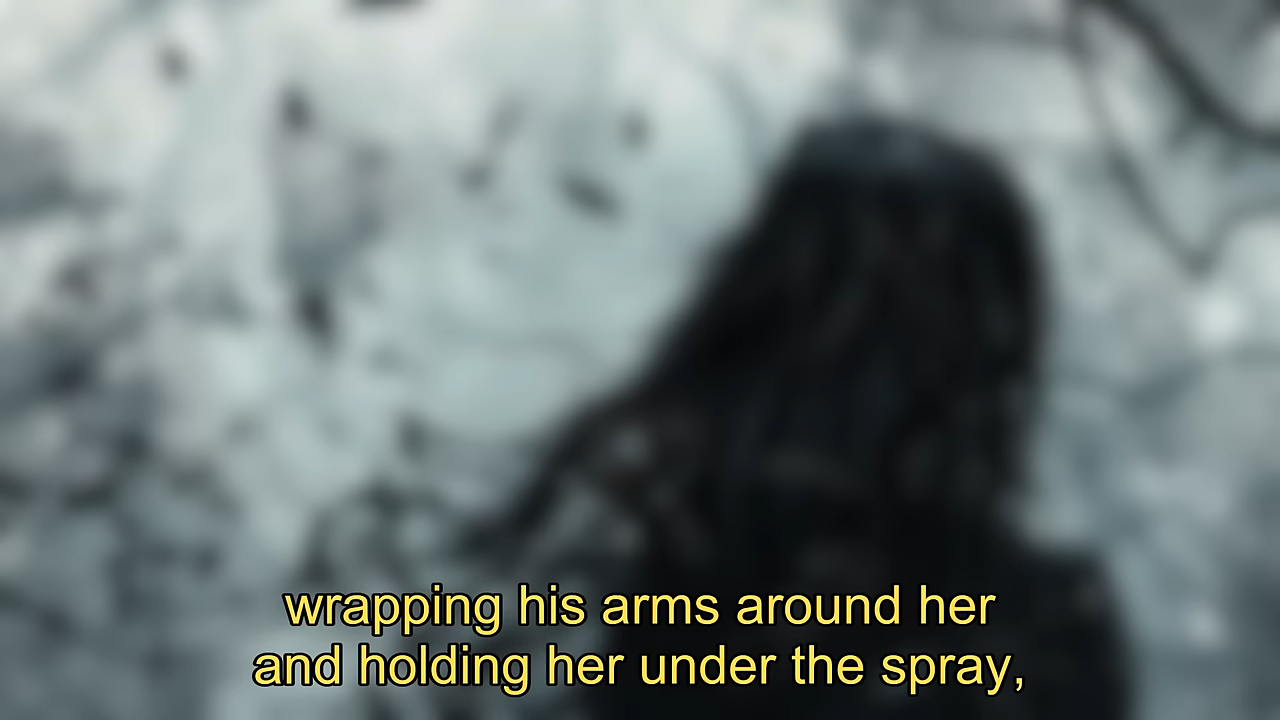 wrapping his arms around her
and holding her under the spray,